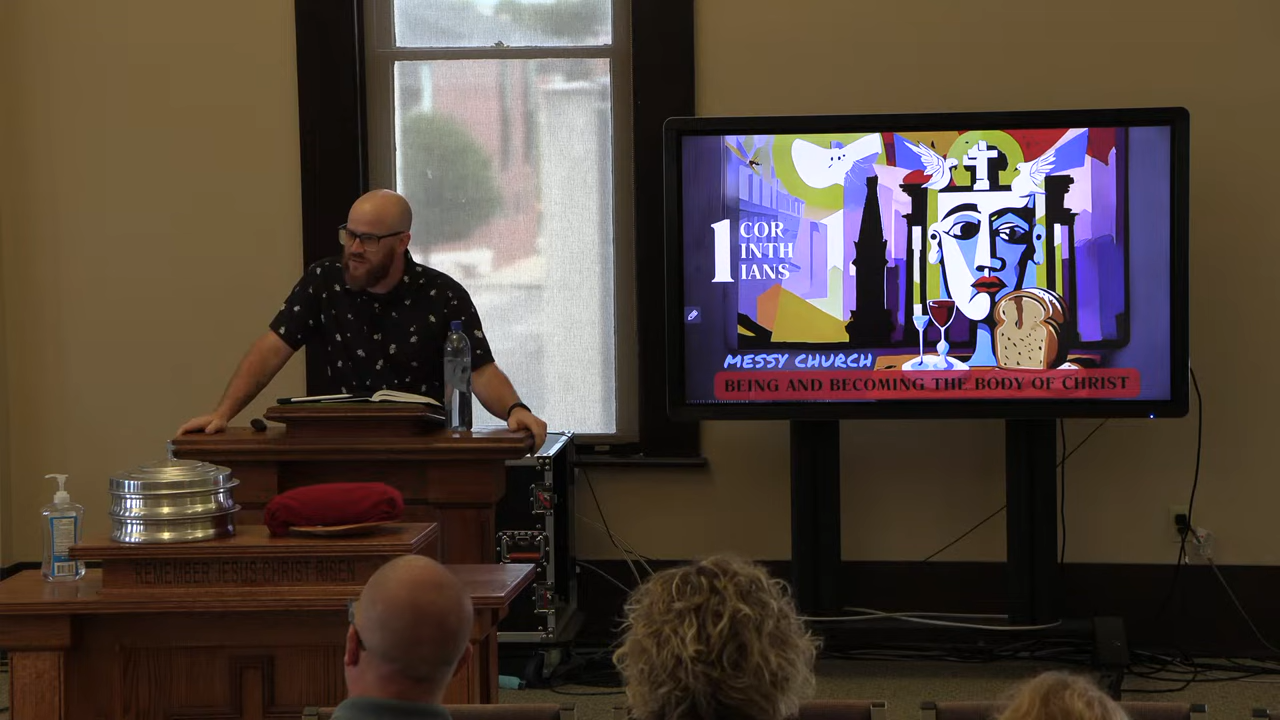 1 COR
INTH
IANS
MESSY CHURCH
BEING AND BECOMING THE BODY OF CHRIST
REMEMBER JESUS CHRIST RISEN